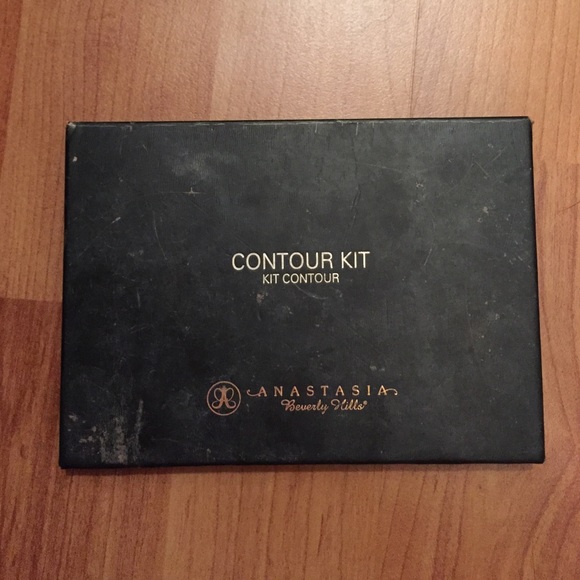 CONTOUR KIT
KIT CONTOUR
ANASTASIA
Beverly Hills®